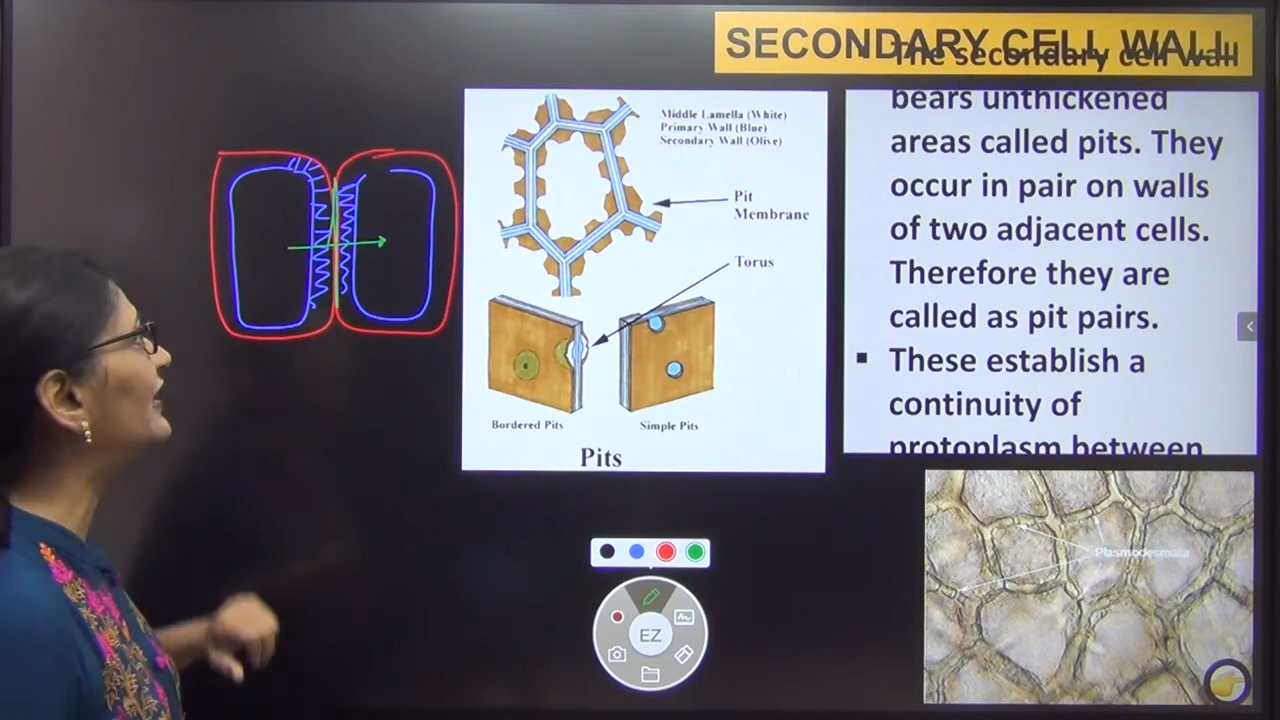 SECONDARY CELL WALL
The secondary cell wall
bears unthickened
areas called pits. They
occur in pair on walls
of two adjacent cells.
Therefore they are
called as pit pairs.
▪ These establish a
continuity of
protoplasm between
Middle Lamella (White)
Primary Wall (Blue)
Secondary Wall (Olive)
Pit
Membrane
Torus
Bordered Pits
Simple Pits
Pits
Plasmodesmata
EZ